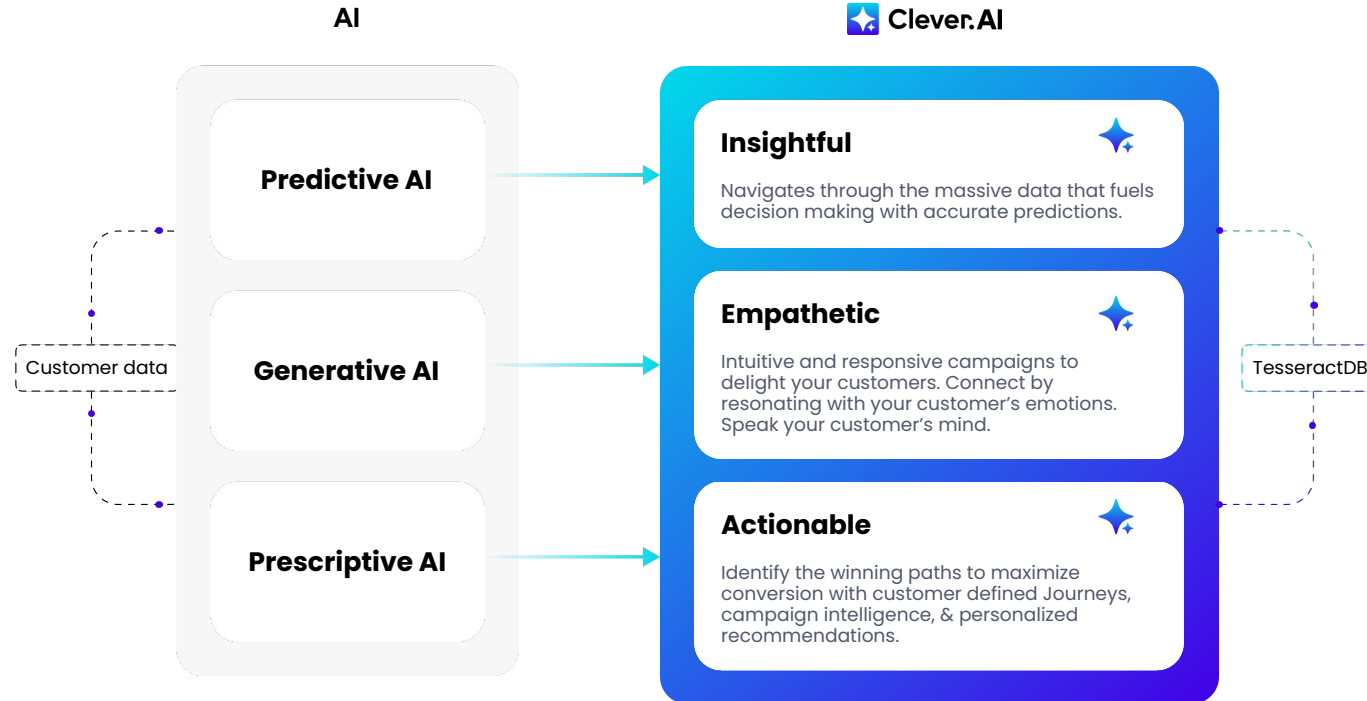 AI
Clever.AI
Customer data
Predictive AI
Generative AI
Prescriptive AI
Insightful
Navigates through the massive data that fuels
decision making with accurate predictions.
Empathetic
Intuitive and responsive campaigns to
delight your customers. Connect by
resonating with your customer’s emotions.
Speak your customer’s mind.
Actionable
Identify the winning paths to maximize
conversion with customer defined Journeys,
campaign intelligence, & personalized
recommendations.
TesseractDB